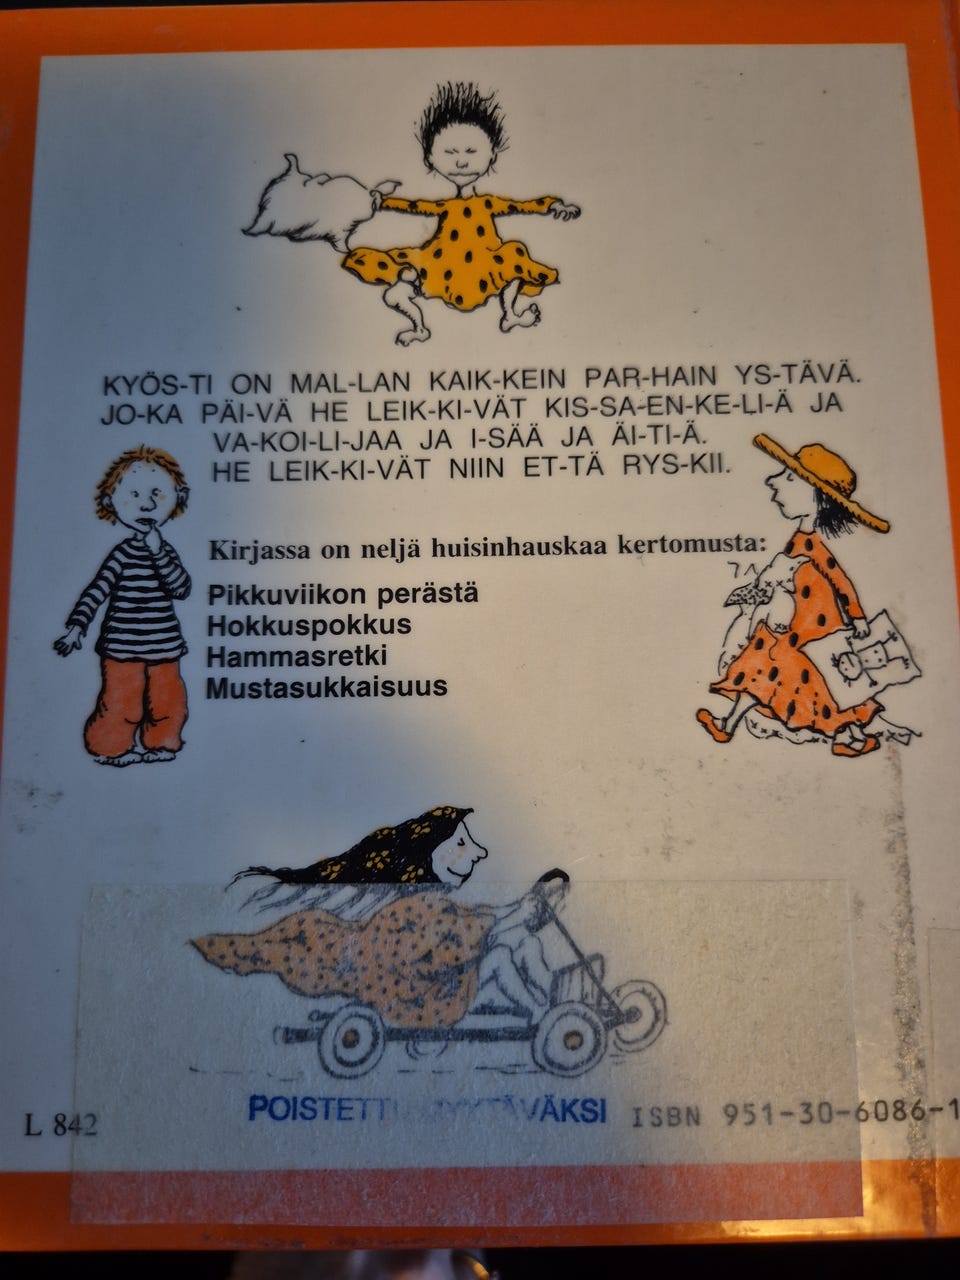 KYÖS-TI ON MAL-LAN KAIK-KEIN PAR-HAIN YS-TÄVÄ.
JO-KA PÄI-VÄ HE LEIK-KI-VÄT KIS-SA-EN-KE-LI-Ä JA
VA-KOI-LI-JAA JA I-SÄÄ JA ÄI-TI-Ä.
HE LEIK-KI-VÄT NIIN ET-TÄ RYS-KII.
Kirjassa on neljä huisinhauskaa kertomusta:
Pikkuviikon perästä
Hokkuspokkus
Hammasretki
Mustasukkaisuus
POISTETTU MYYTÄVÄKSI
L 842
ISBN 951-30-6086-1